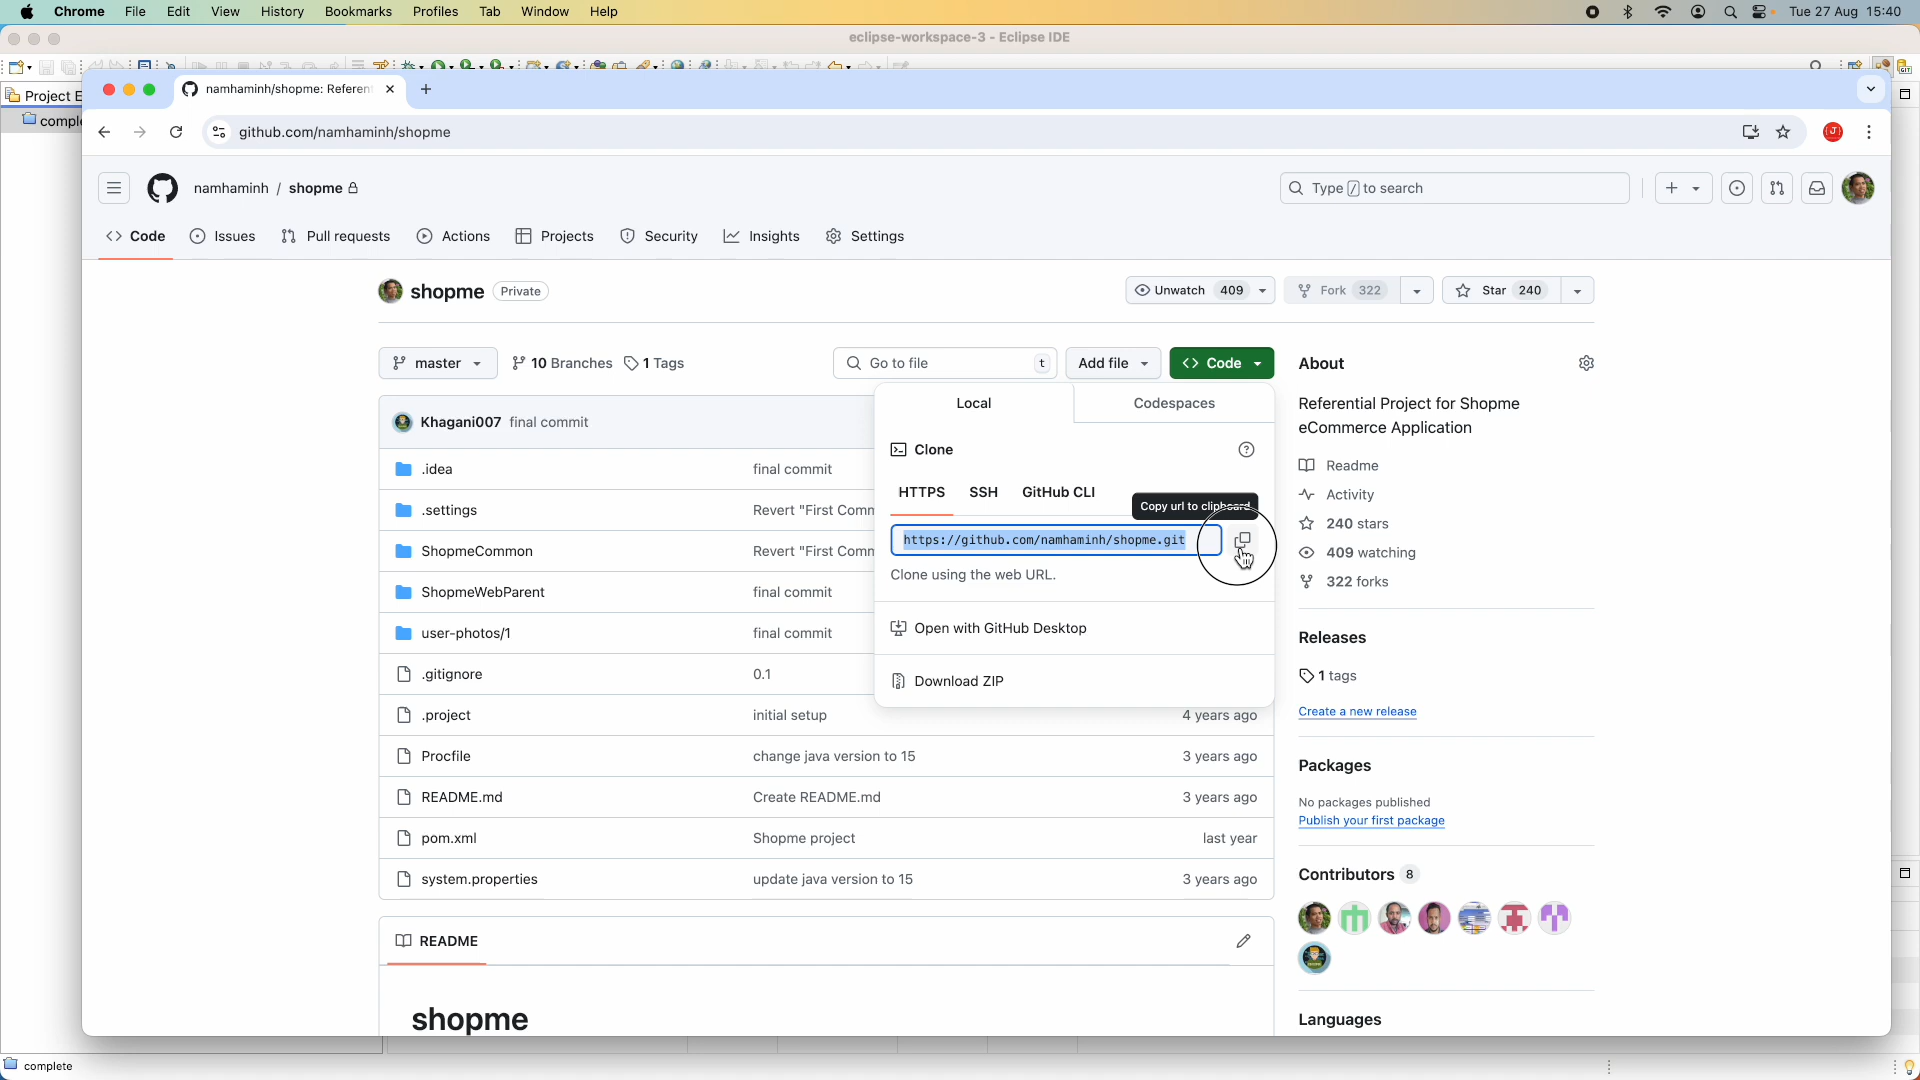 Chrome File Edit View History Bookmarks Profiles Tab Window Help Tue 27 Aug 15:40
eclipse-workspace-3 - Eclipse IDE
Project E
comple
namhaminh/shopme: Referen
github.com/namhaminh/shopme
namhaminh / shopme
Type / to search
Code Issues Pull requests Actions Projects Security Insights Settings
shopme Private
Unwatch 409 Fork 322 Star 240
master 10 Branches 1 Tags Go to file t Add file Code
About
Local Codespaces
Referential Project for Shopme
eCommerce Application
Khagani007 final commit
Clone
Readme
.idea final commit
HTTPS SSH GitHub CLI
Activity
Copy url to clipboard
.settings Revert "First Comm
240 stars
https://github.com/namhaminh/shopme.git
ShopmeCommon Revert "First Comm
409 watching
Clone using the web URL.
322 forks
ShopmeWebParent final commit
Open with GitHub Desktop
user-photos/1 final commit
Releases
.gitignore 0.1
Download ZIP
1 tags
.project initial setup 4 years ago
Create a new release
Procfile change java version to 15 3 years ago
Packages
README.md Create README.md 3 years ago
No packages published
Publish your first package
pom.xml Shopme project last year
system.properties update java version to 15 3 years ago
Contributors 8
README
shopme
Languages
complete